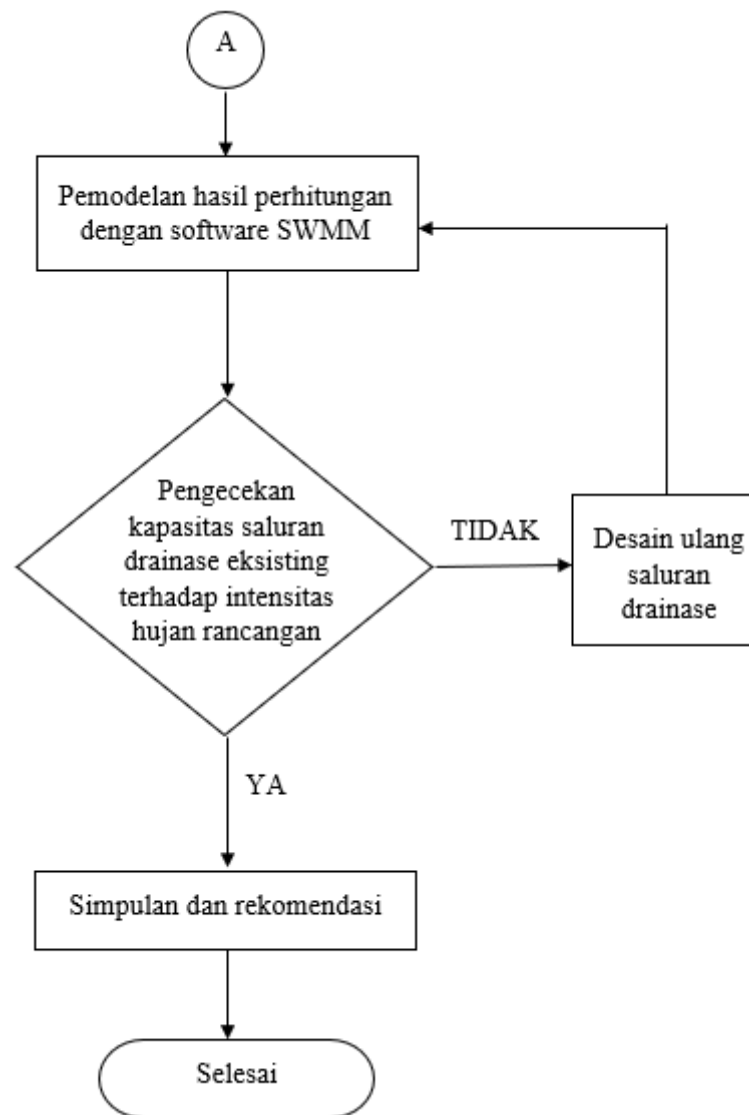 A
Pemodelan hasil perhitungan
dengan software SWMM
Pengecekan
kapasitas saluran
drainase eksisting
terhadap intensitas
hujan rancangan
TIDAK
Desain ulang
saluran
drainase
YA
Simpulan dan rekomendasi
Selesai